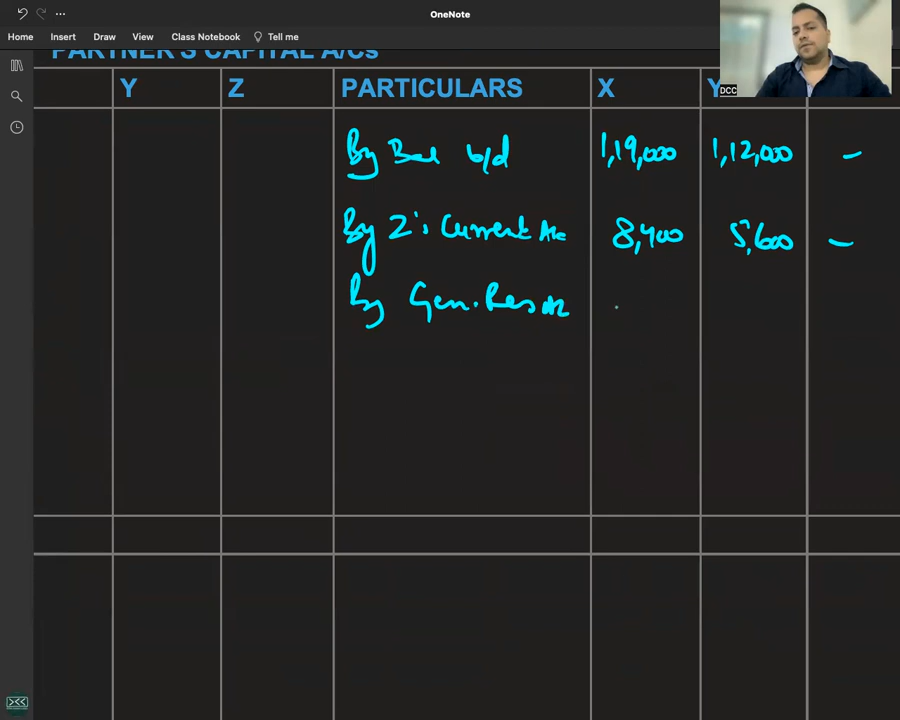 OneNote
Home Insert Draw View Class Notebook Tell me
DCC
PARTNER'S CAPITAL A/Cs
Y Z PARTICULARS X Y
By Bal b/d 1,19,000 1,12,000 –
By Z's Current A/c 8,400 5,600 –
By Gen. Res A/c